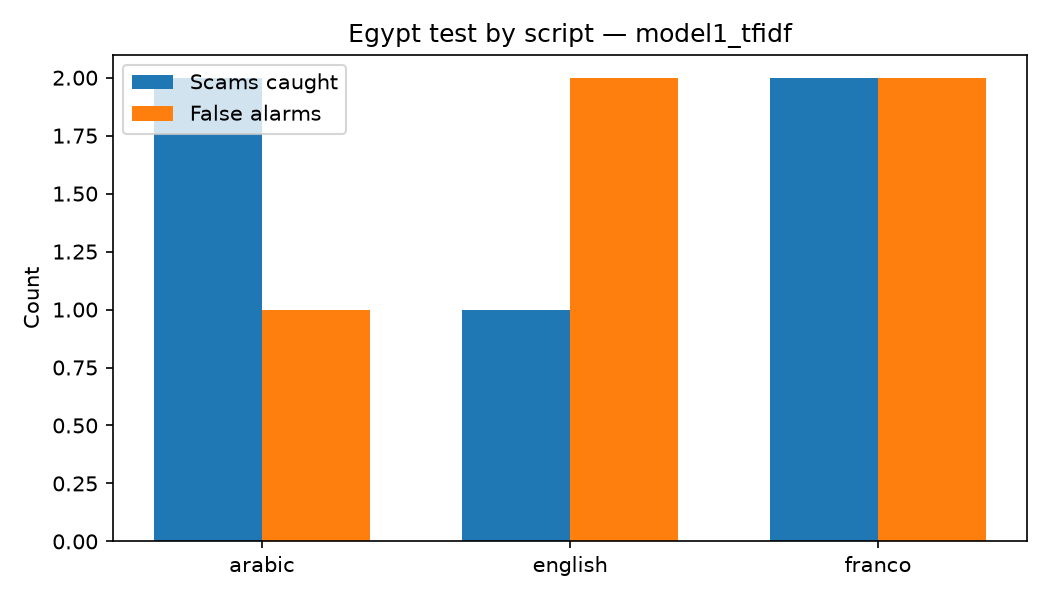 Egypt test by script — model1_tfidf
Scams caught
False alarms
2.00
1.75
1.50
1.25
1.00
0.75
0.50
0.25
0.00
Count
arabic
english
franco